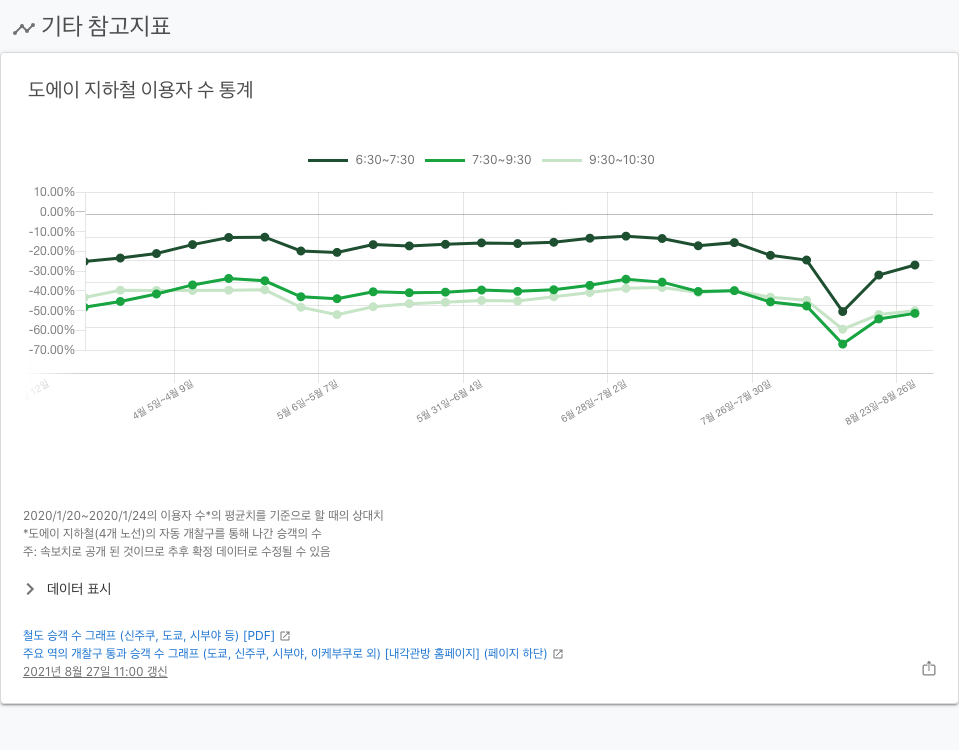 기타 참고지표
도에이 지하철 이용자 수 통계
6:30~7:30 7:30~9:30 9:30~10:30
10.00%
0.00%
-10.00%
-20.00%
-30.00%
-40.00%
-50.00%
-60.00%
-70.00%
12일
4월 5일~4월 9일
5월 6일~5월 7일
5월 31일~6월 4일
6월 28일~7월 2일
7월 26일~7월 30일
8월 23일~8월 26일
2020/1/20~2020/1/24의 이용자 수*의 평균치를 기준으로 할 때의 상대치
*도에이 지하철(4개 노선)의 자동 개찰구를 통해 나간 승객의 수
주: 속보치로 공개 된 것이므로 추후 확정 데이터로 수정될 수 있음
데이터 표시
철도 승객 수 그래프 (신주쿠, 도쿄, 시부야 등) [PDF]
주요 역의 개찰구 통과 승객 수 그래프 (도쿄, 신주쿠, 시부야, 이케부쿠로 외) [내각관방 홈페이지] (페이지 하단)
2021년 8월 27일 11:00 갱신